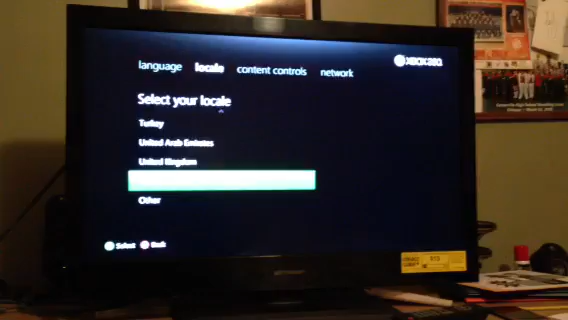 language locale content controls network
XBOX 360
Select your locale
Turkey
United Arab Emirates
United Kingdom
Other
Select Back